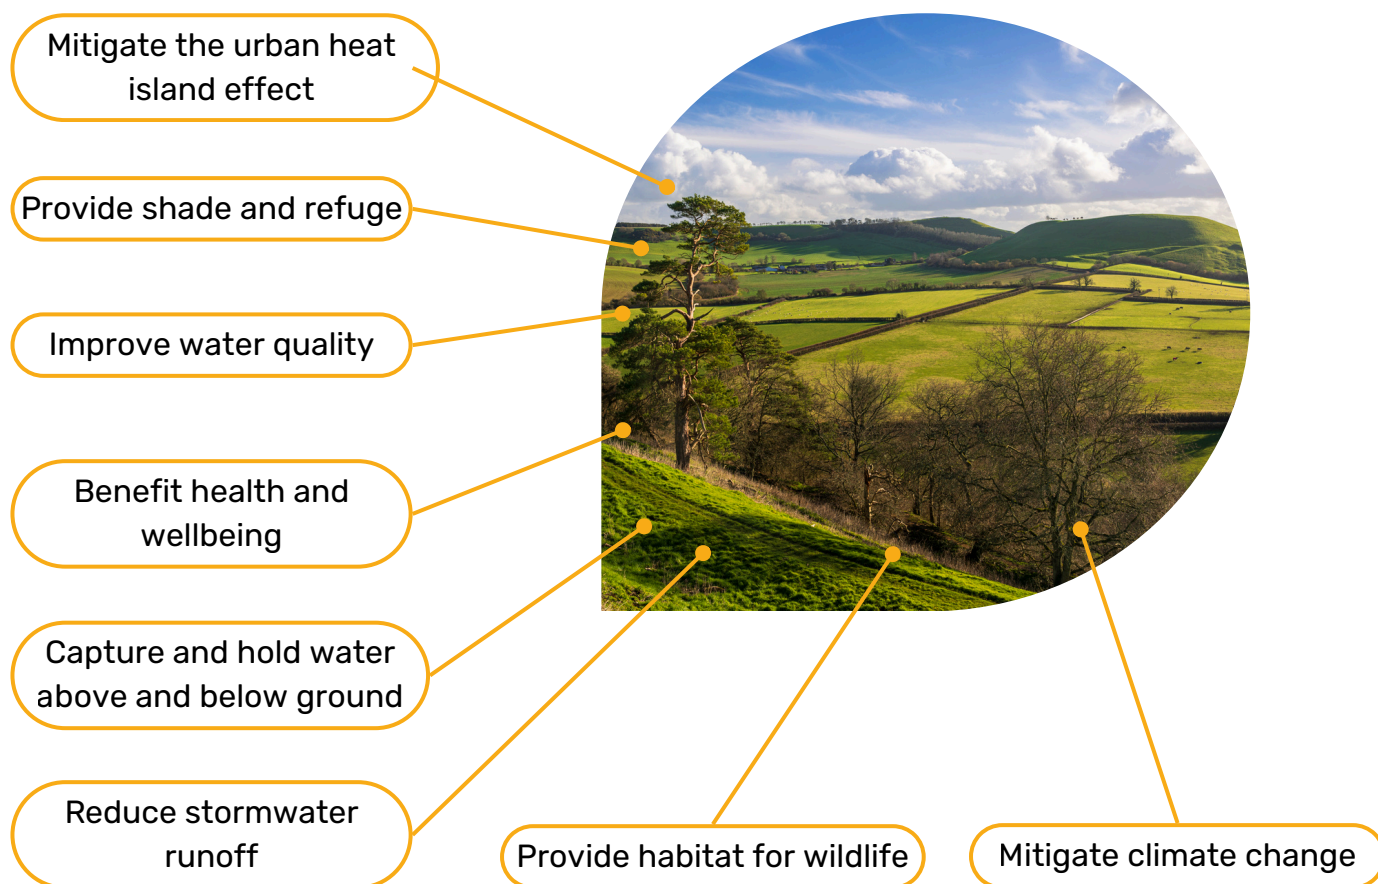 Mitigate the urban heat
island effect
Provide shade and refuge
Improve water quality
Benefit health and
wellbeing
Capture and hold water
above and below ground
Reduce stormwater
runoff
Provide habitat for wildlife
Mitigate climate change